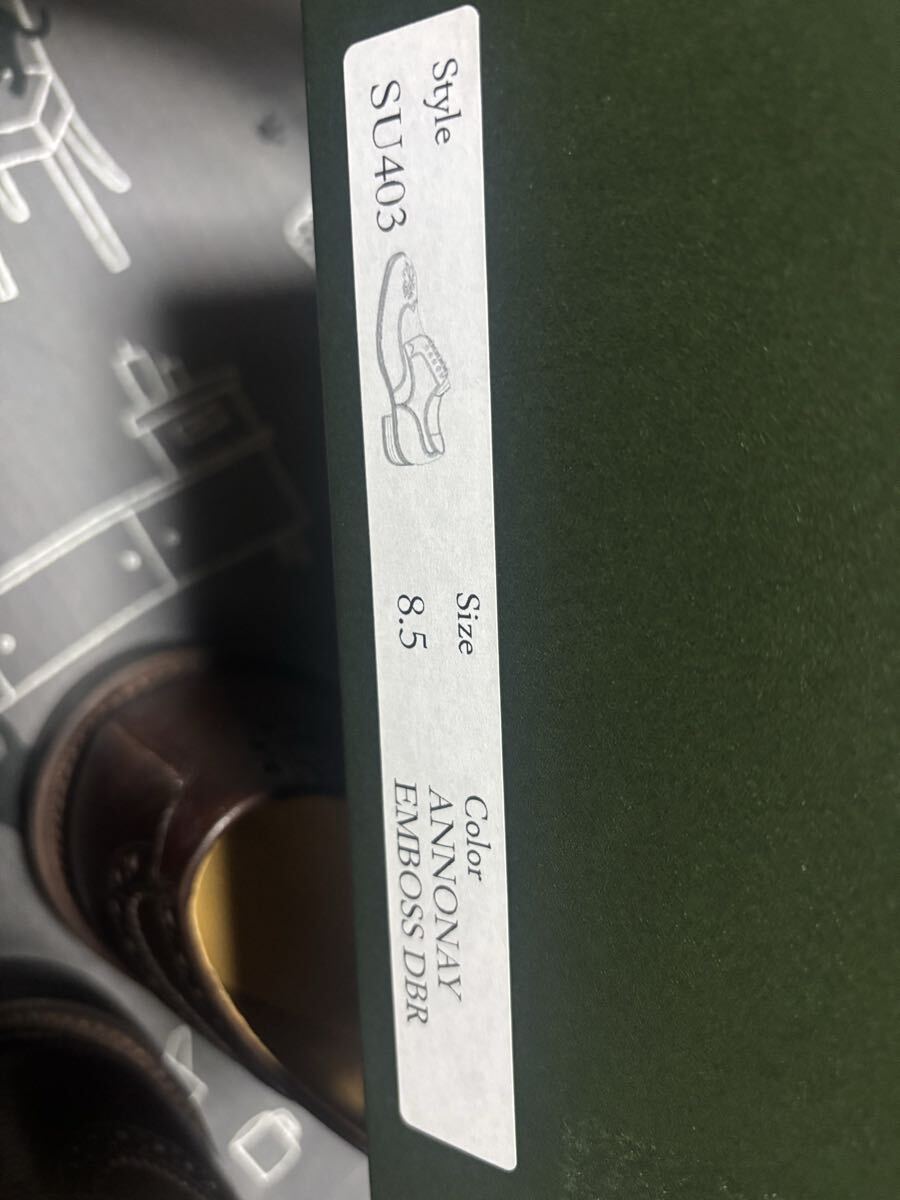 Style
SU403
Size
8.5
Color
ANNONAY
EMBOSS DBR